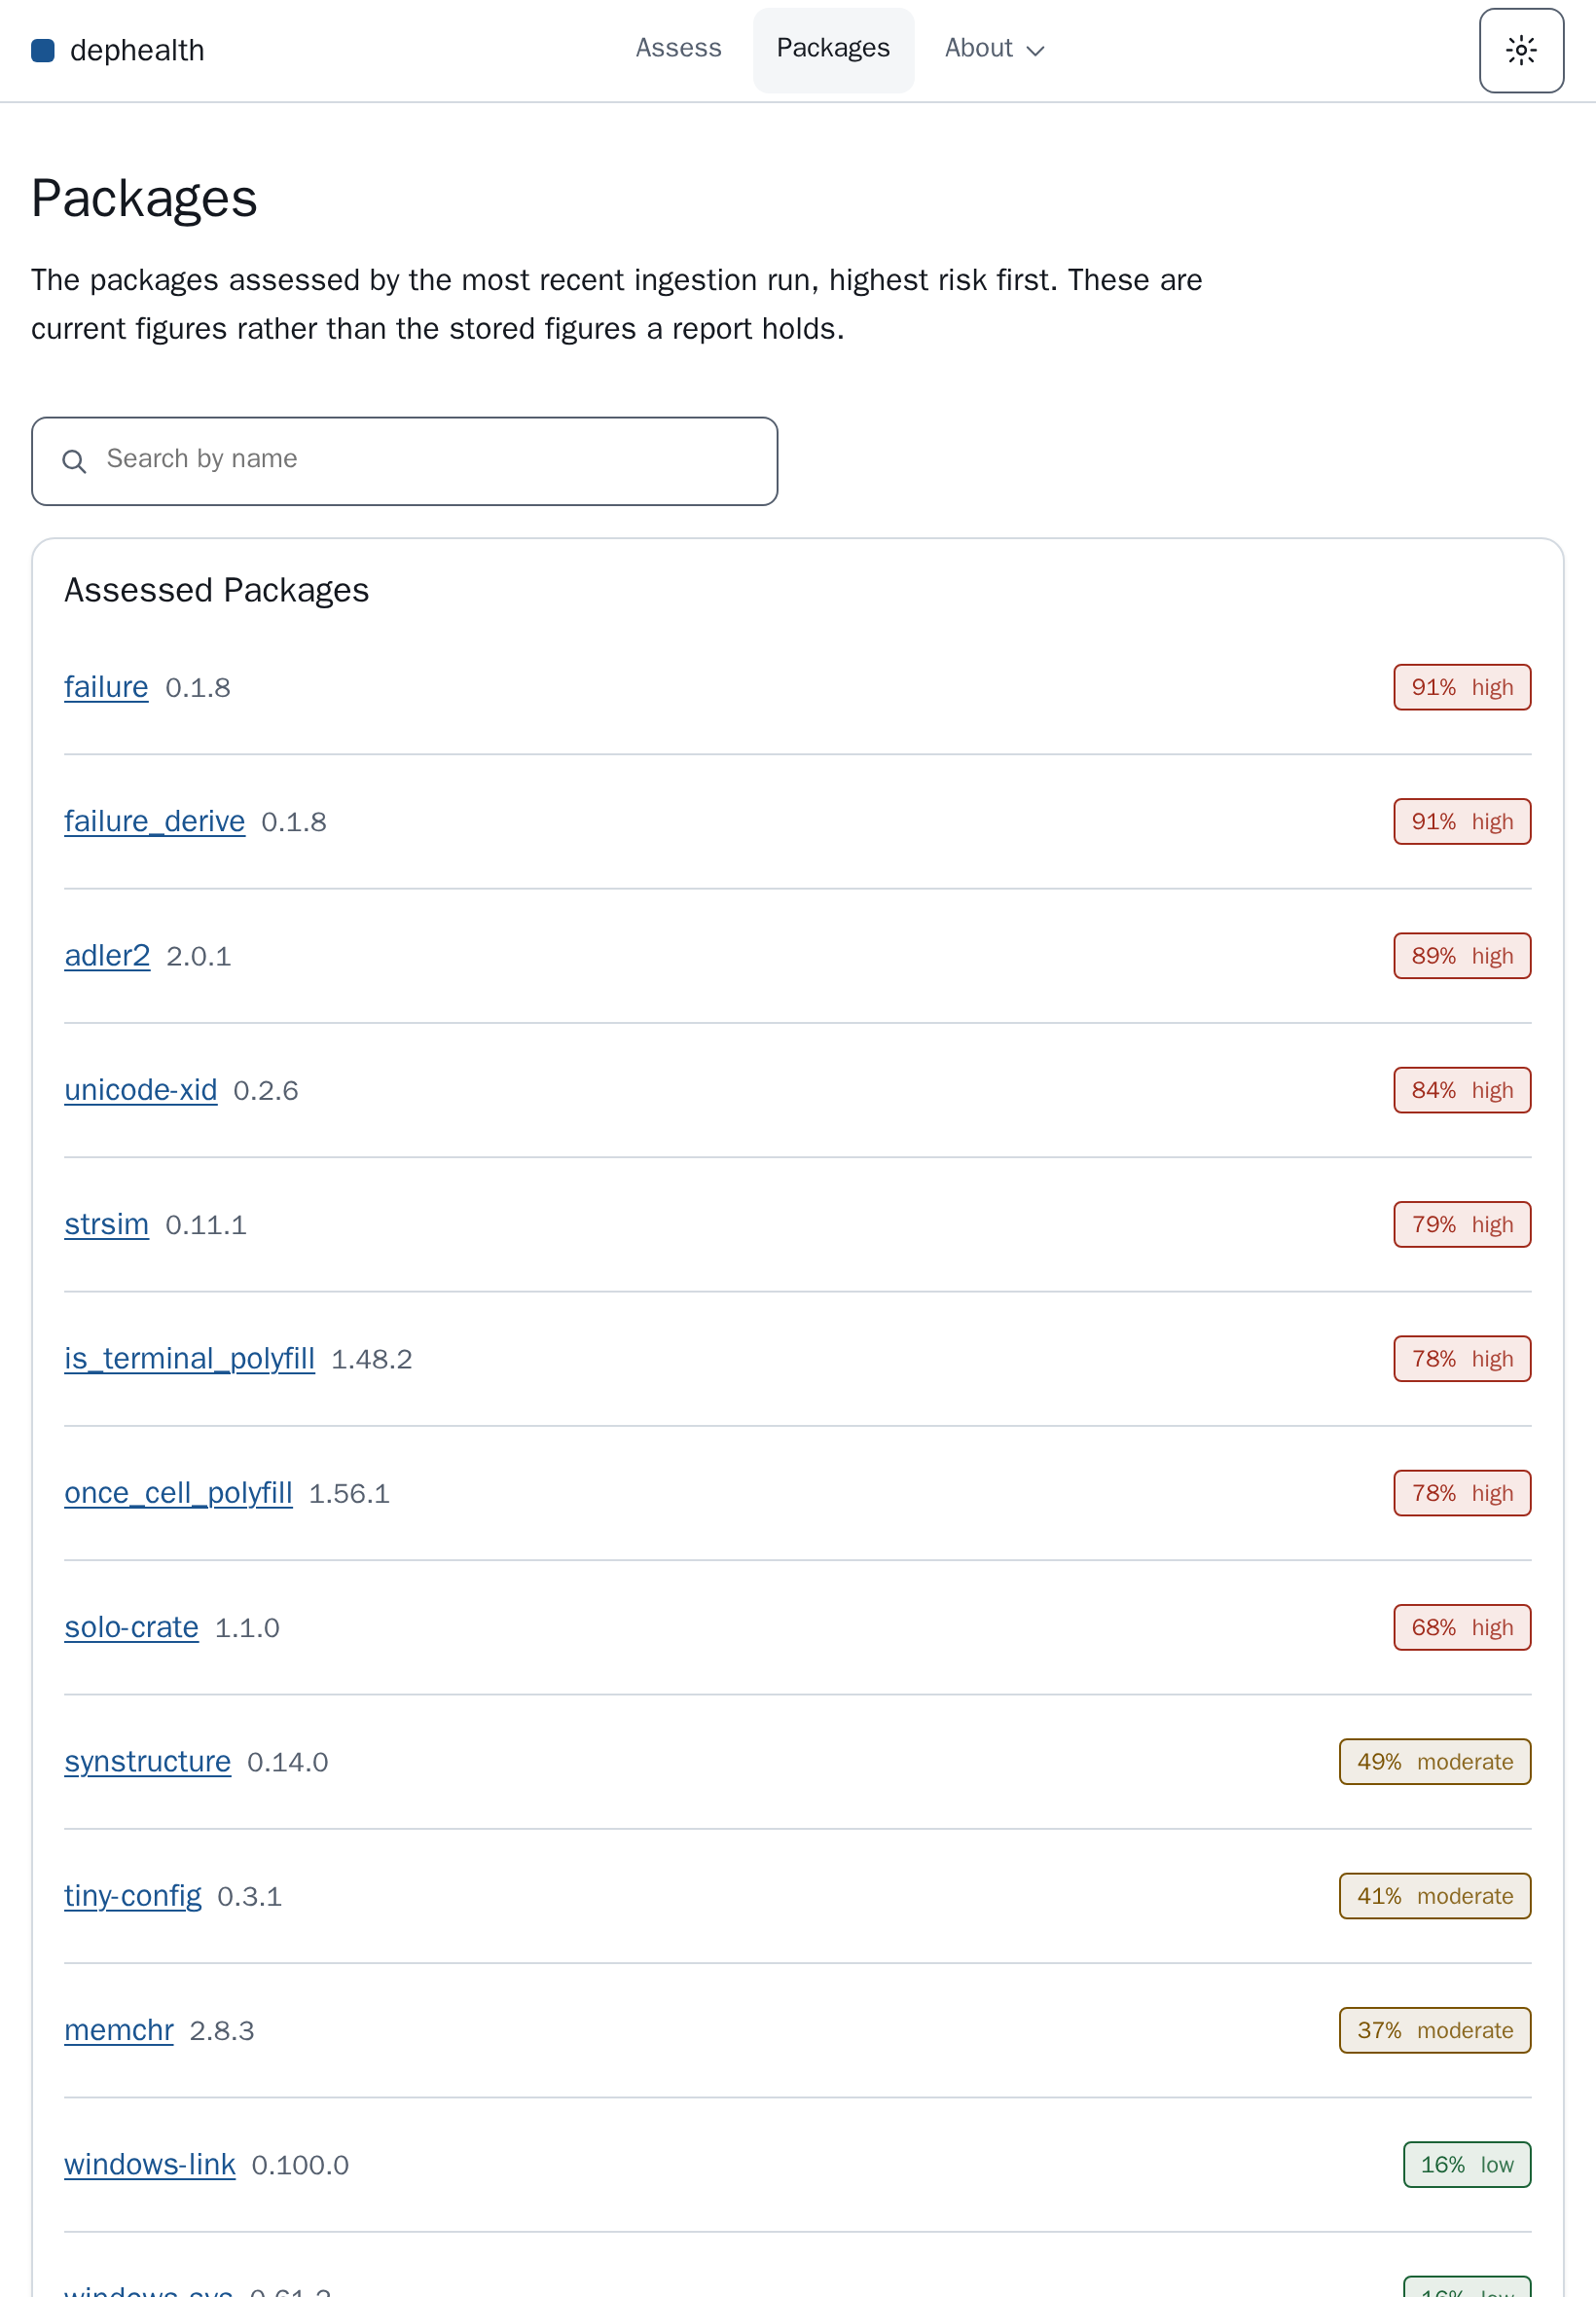 dephealth
Assess
Packages
About
Packages
The packages assessed by the most recent ingestion run, highest risk first. These are
current figures rather than the stored figures a report holds.
Search by name
Assessed Packages
failure 0.1.8 91% high
failure_derive 0.1.8 91% high
adler2 2.0.1 89% high
unicode-xid 0.2.6 84% high
strsim 0.11.1 79% high
is_terminal_polyfill 1.48.2 78% high
once_cell_polyfill 1.56.1 78% high
solo-crate 1.1.0 68% high
synstructure 0.14.0 49% moderate
tiny-config 0.3.1 41% moderate
memchr 2.8.3 37% moderate
windows-link 0.100.0 16% low
16% low